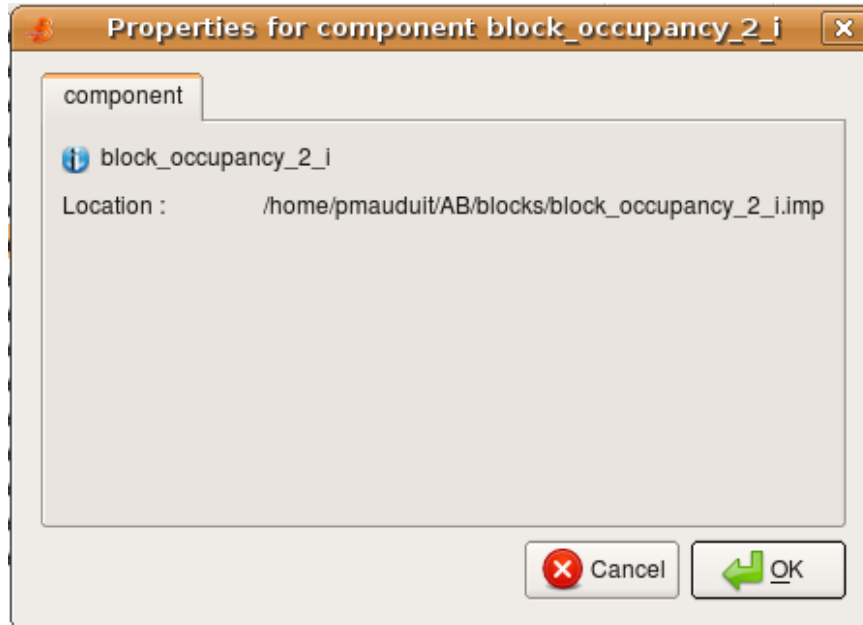 Properties for component block_occupancy_2_i
component
block_occupancy_2_i
Location : /home/pmauduit/AB/blocks/block_occupancy_2_i.imp
Cancel OK